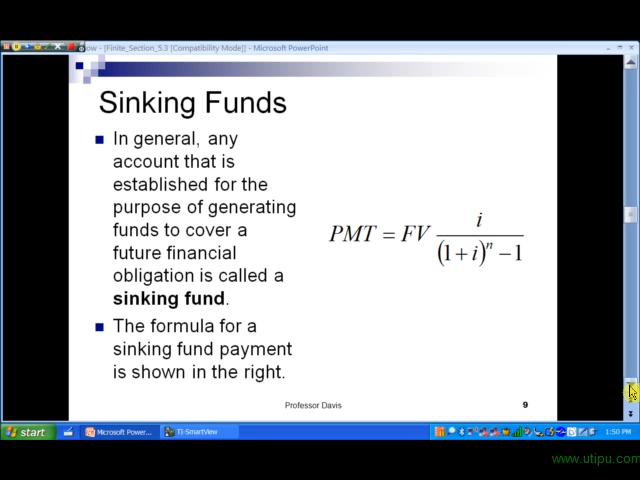 ow - [Finite_Section_5.3 [Compatibility Mode]] - Microsoft PowerPoint
Sinking Funds
In general, any
account that is
established for the
purpose of generating
funds to cover a
future financial
obligation is called a
sinking fund.
The formula for a
sinking fund payment
is shown in the right.
PMT = FV i / ((1 + i)^n − 1)
Professor Davis
9
start
Microsoft Power...
TI-SmartView
1:50 PM
www.utipu.com